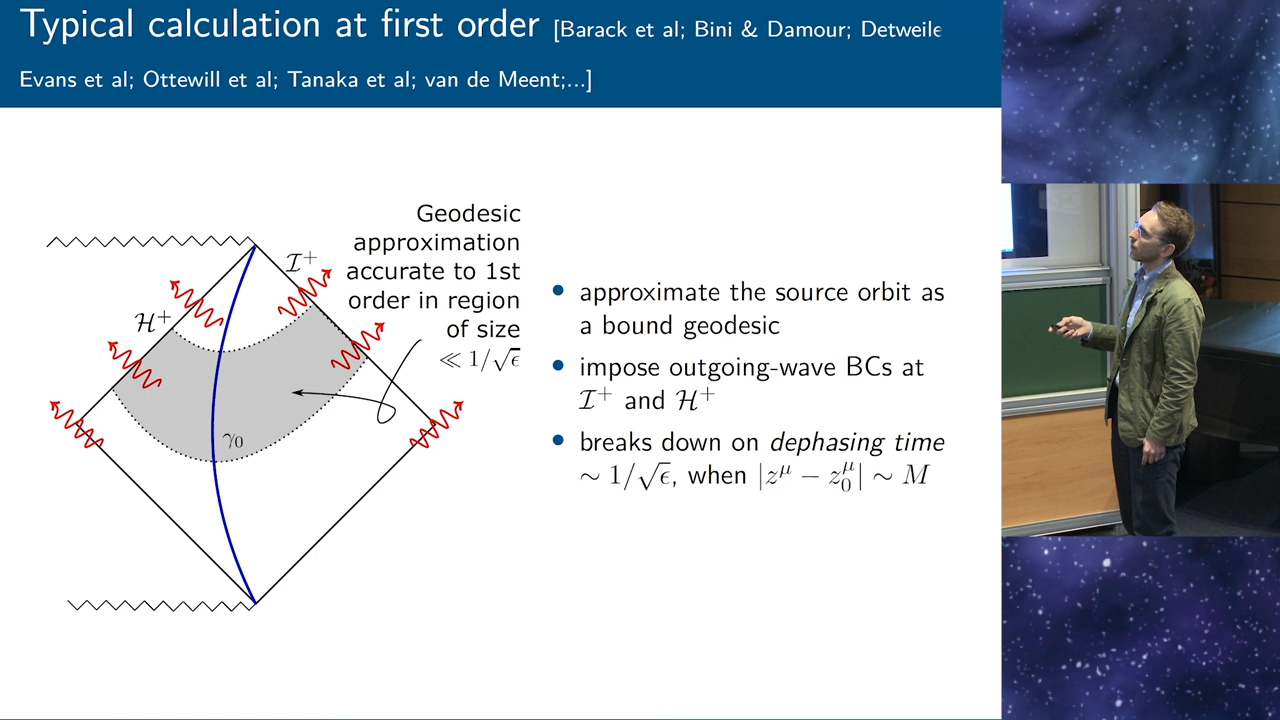 Typical calculation at first order [Barack et al; Bini & Damour;
Evans et al; Ottewill et al; Tanaka et al; van de Meent;...]
Geodesic
approximation
accurate to 1st
order in region
of size
≪ 1/√ϵ
ℐ⁺
ℋ⁺
γ₀
• approximate the source orbit as
a bound geodesic
• impose outgoing-wave BCs at
ℐ⁺ and ℋ⁺
• breaks down on dephasing time
∼ 1/√ϵ, when |z^μ − z₀^μ| ∼ M